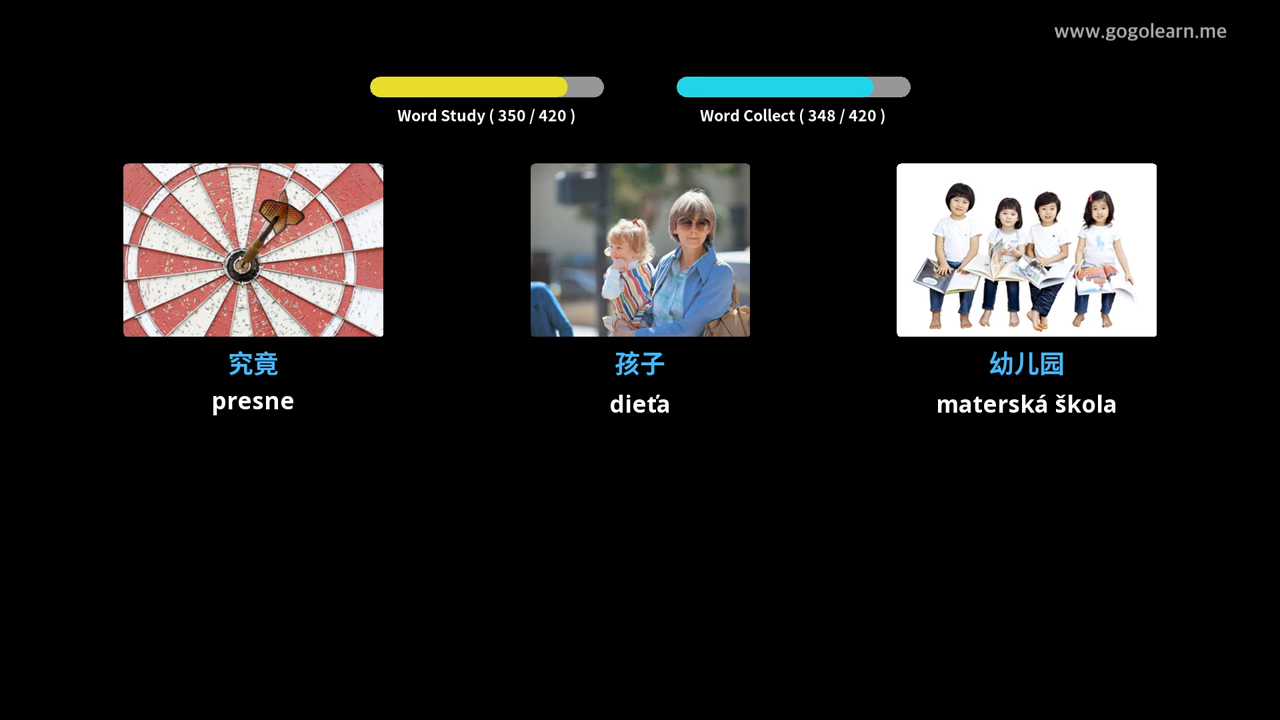 www.gogolearn.me
Word Study ( 350 / 420 )
Word Collect ( 348 / 420 )
究竟
孩子
幼儿园
presne
dieťa
materská škola